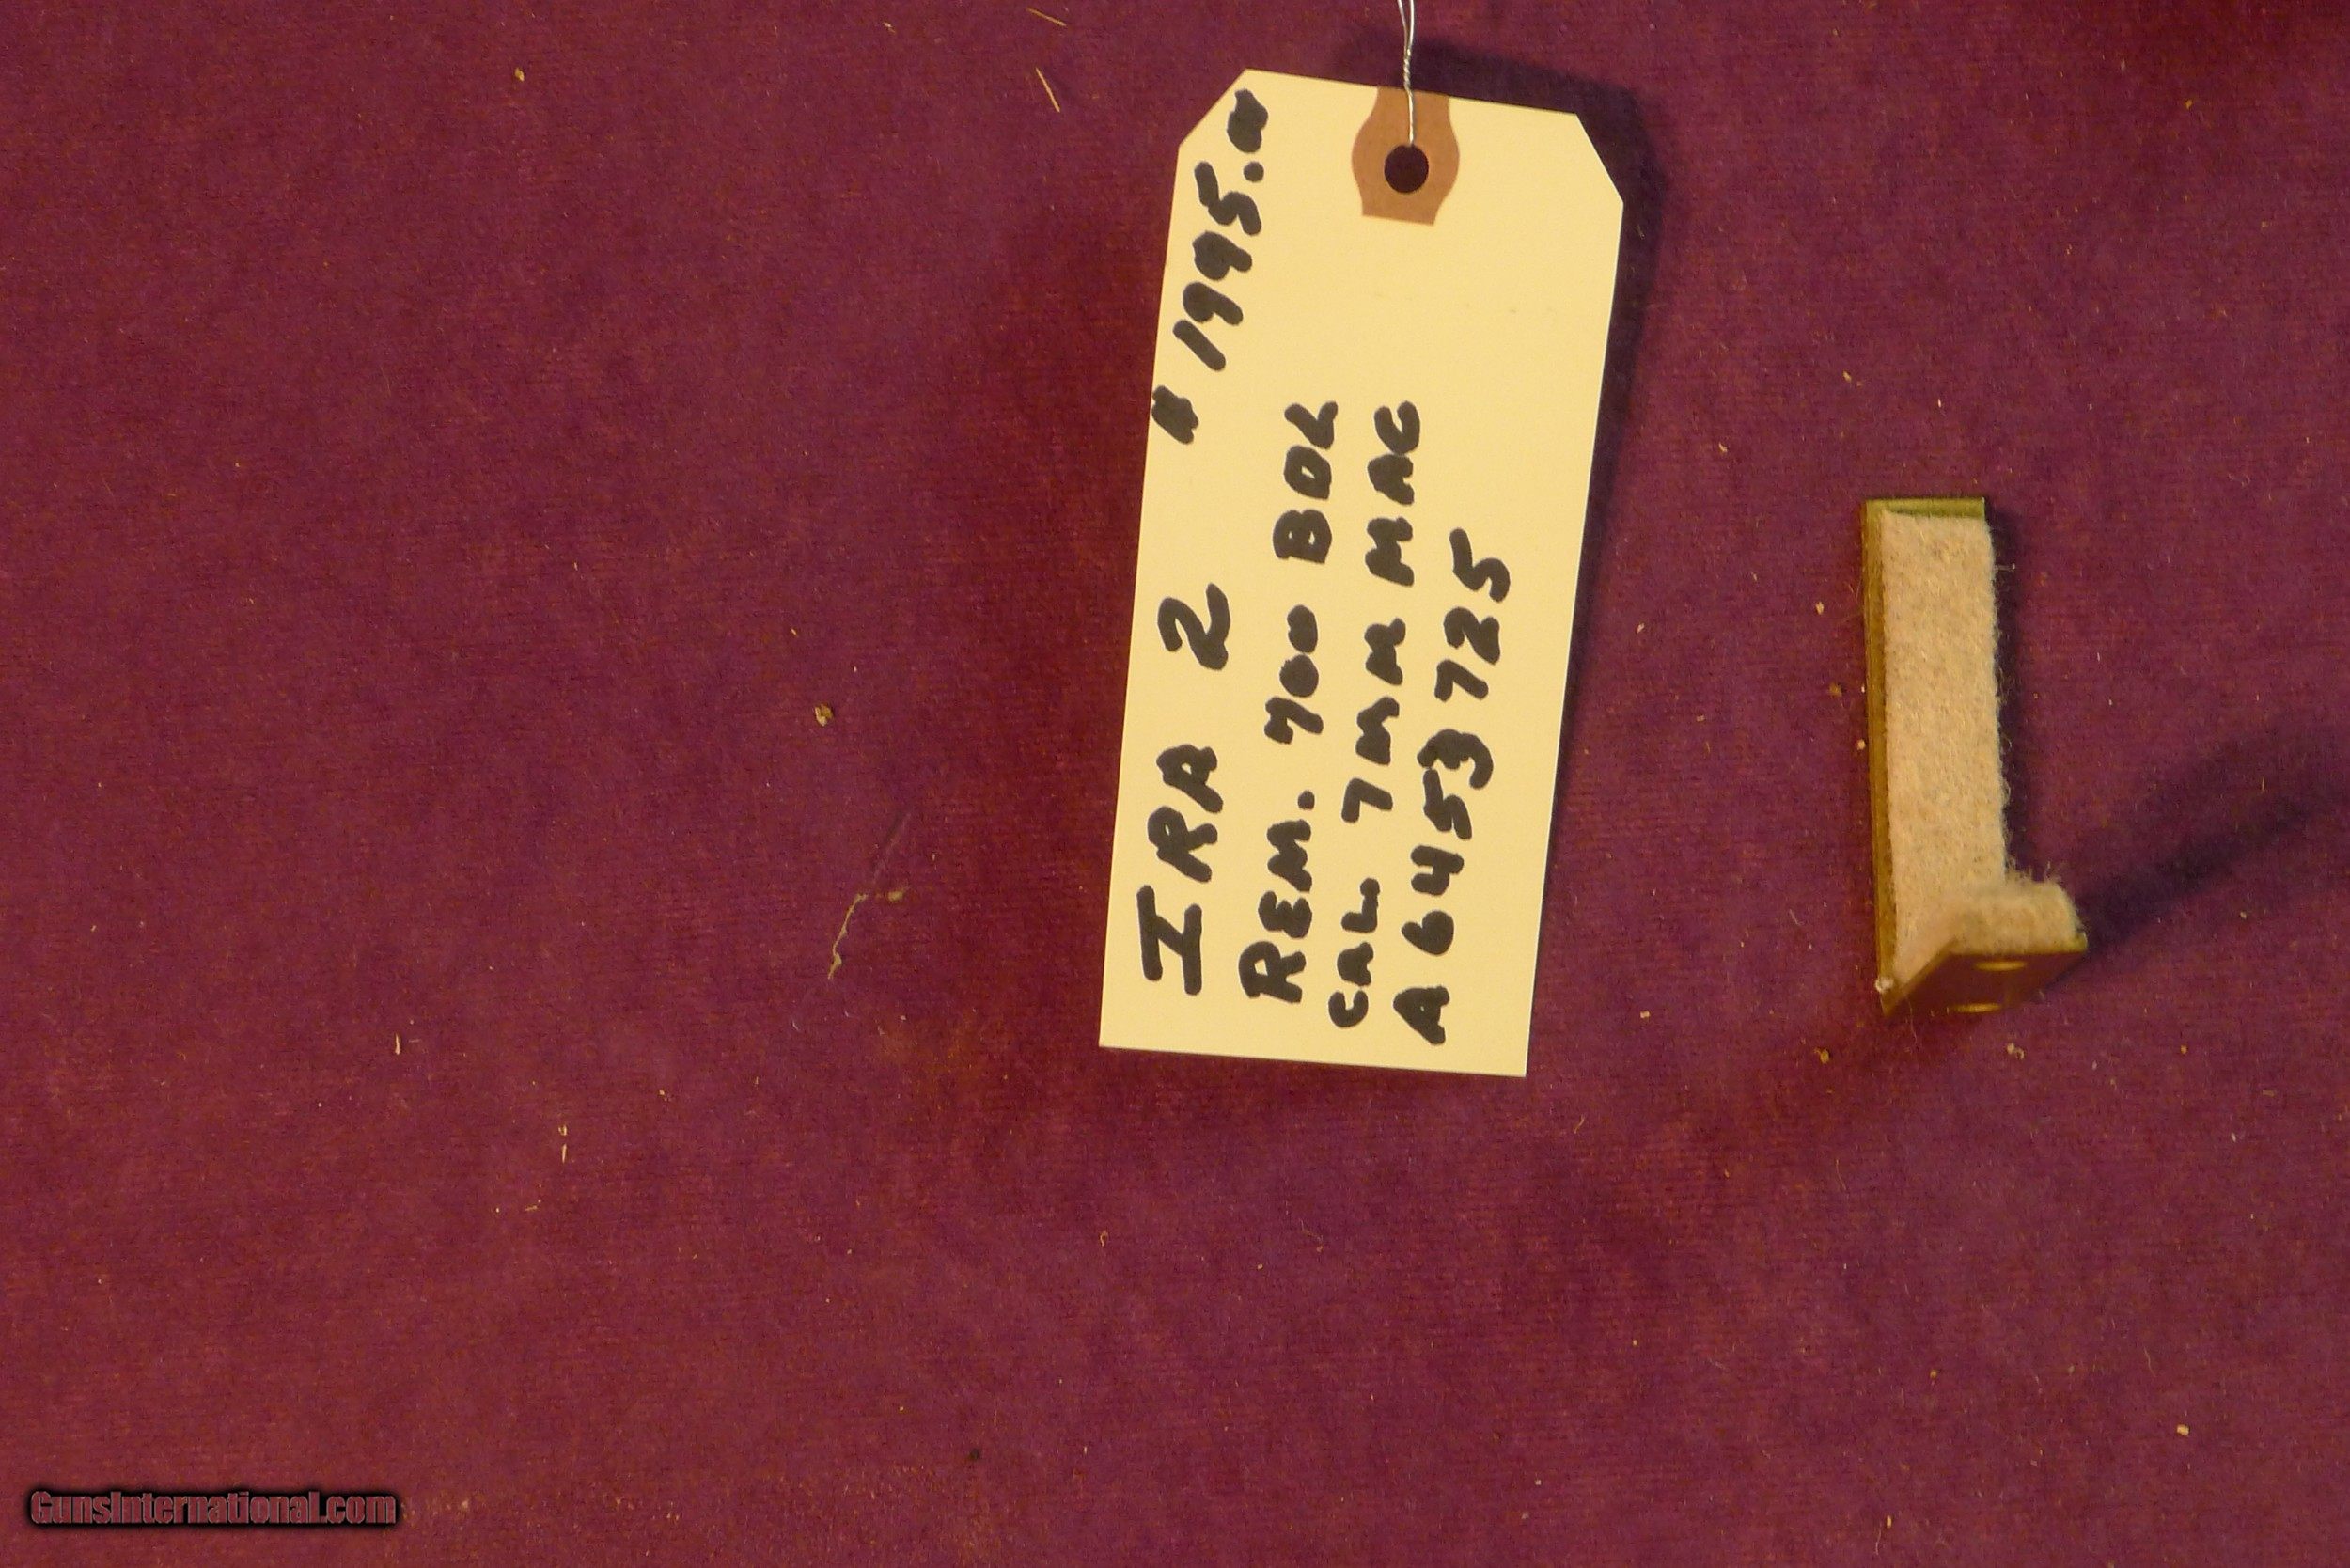 IRA 2 " 1995.00
REM. 700 BDL
CAL 7MM MAG
A6453725
GunsInternational.com